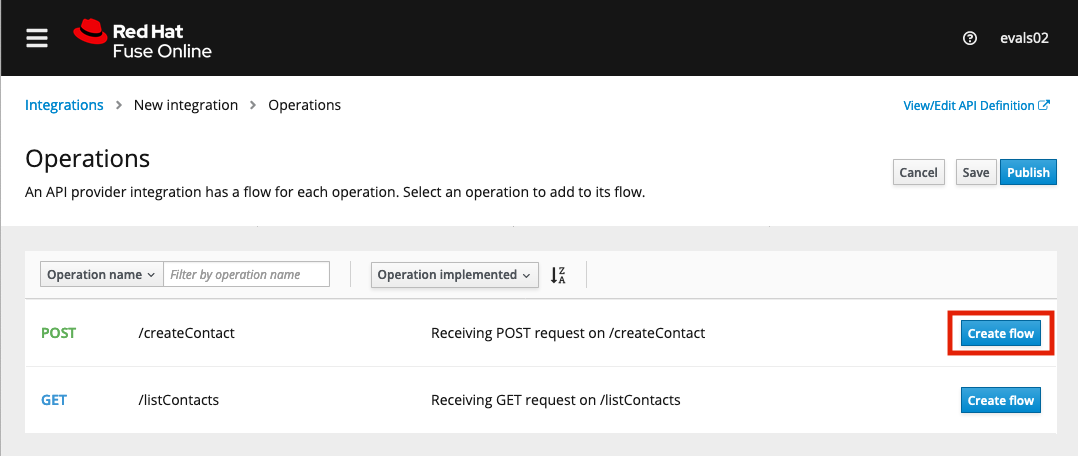 Red Hat
Fuse Online
evals02
Integrations > New integration > Operations
View/Edit API Definition
Operations
An API provider integration has a flow for each operation. Select an operation to add to its flow.
Cancel
Save
Publish
Operation name
Filter by operation name
Operation implemented
POST /createContact Receiving POST request on /createContact Create flow
GET /listContacts Receiving GET request on /listContacts Create flow